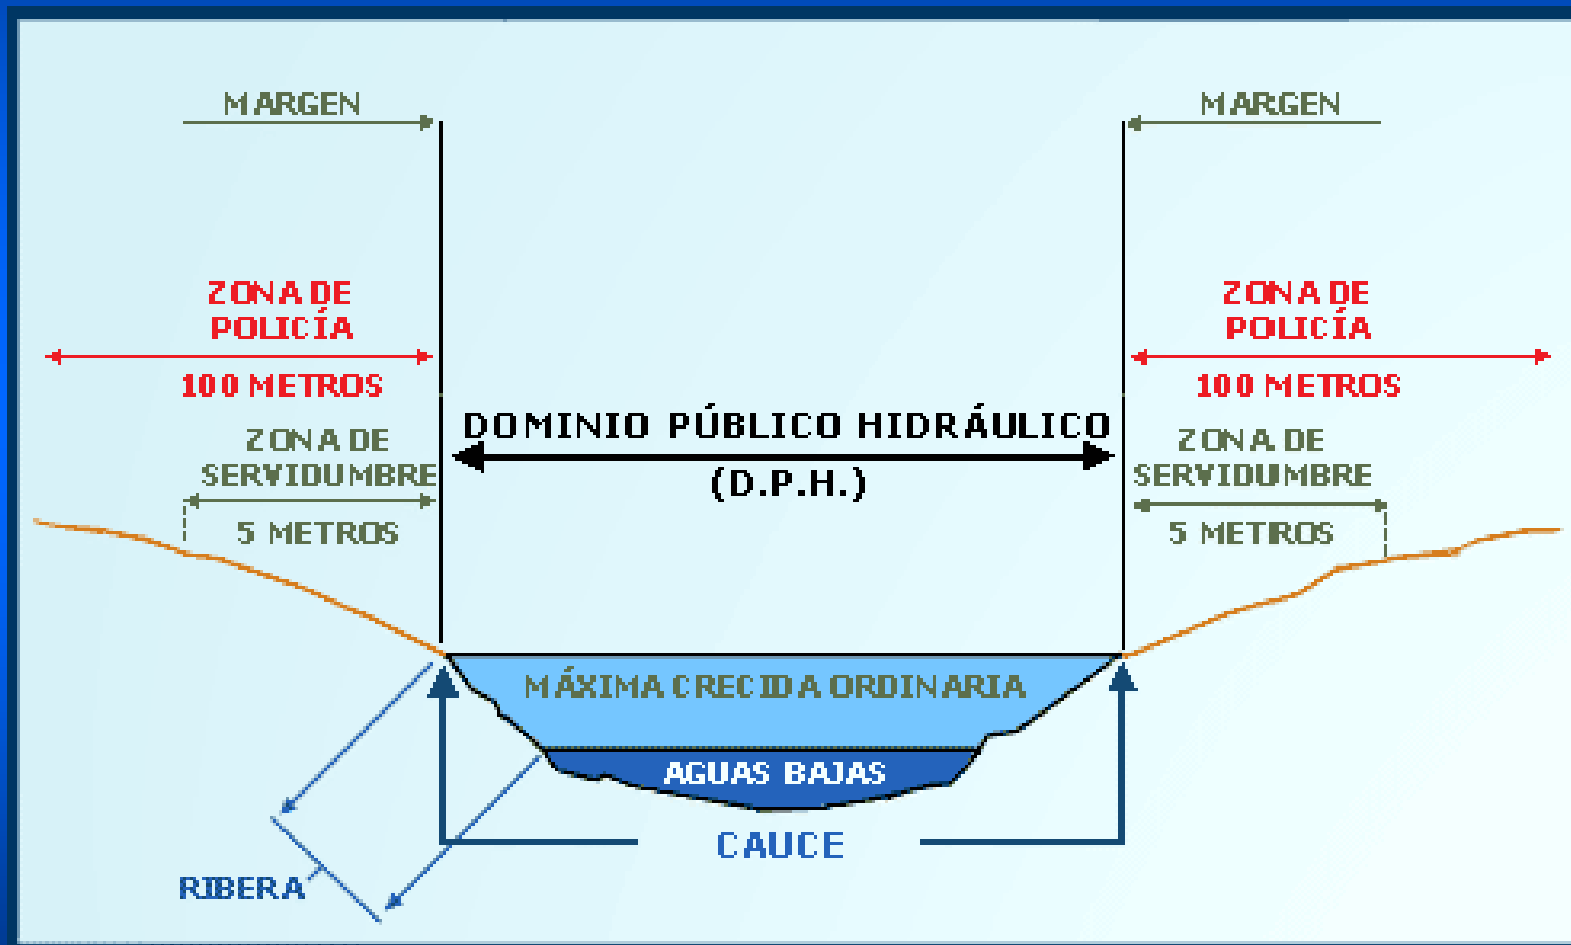 MARGEN
MARGEN
ZONA DE
POLICÍA
100 METROS
ZONA DE
POLICÍA
100 METROS
DOMINIO PÚBLICO HIDRÁULICO
(D.P.H.)
ZONA DE
SERVIDUMBRE
5 METROS
ZONA DE
SERVIDUMBRE
5 METROS
MÁXIMA CRECIDA ORDINARIA
AGUAS BAJAS
CAUCE
RIBERA